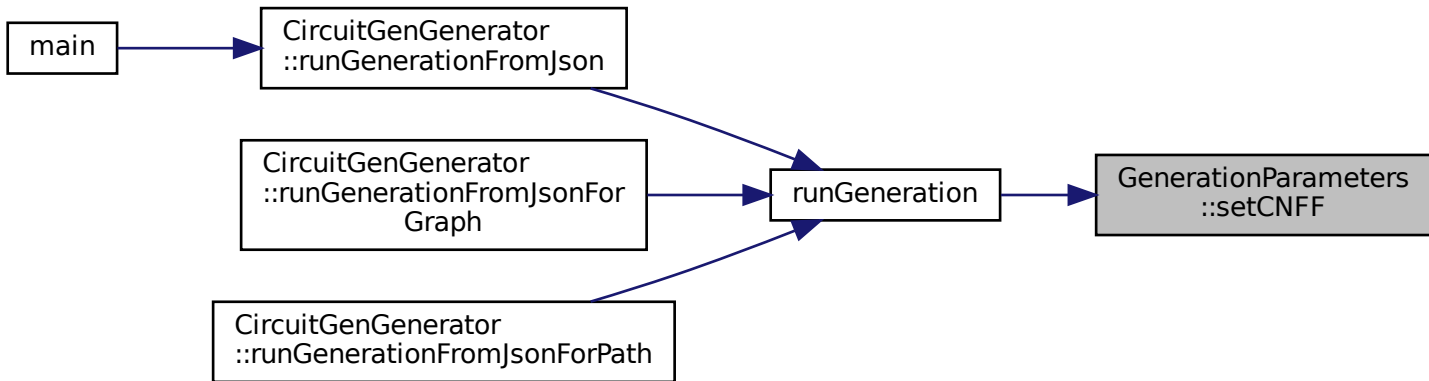 main
CircuitGenGenerator
::runGenerationFromJson
CircuitGenGenerator
::runGenerationFromJsonFor
Graph
CircuitGenGenerator
::runGenerationFromJsonForPath
runGeneration
GenerationParameters
::setCNFF